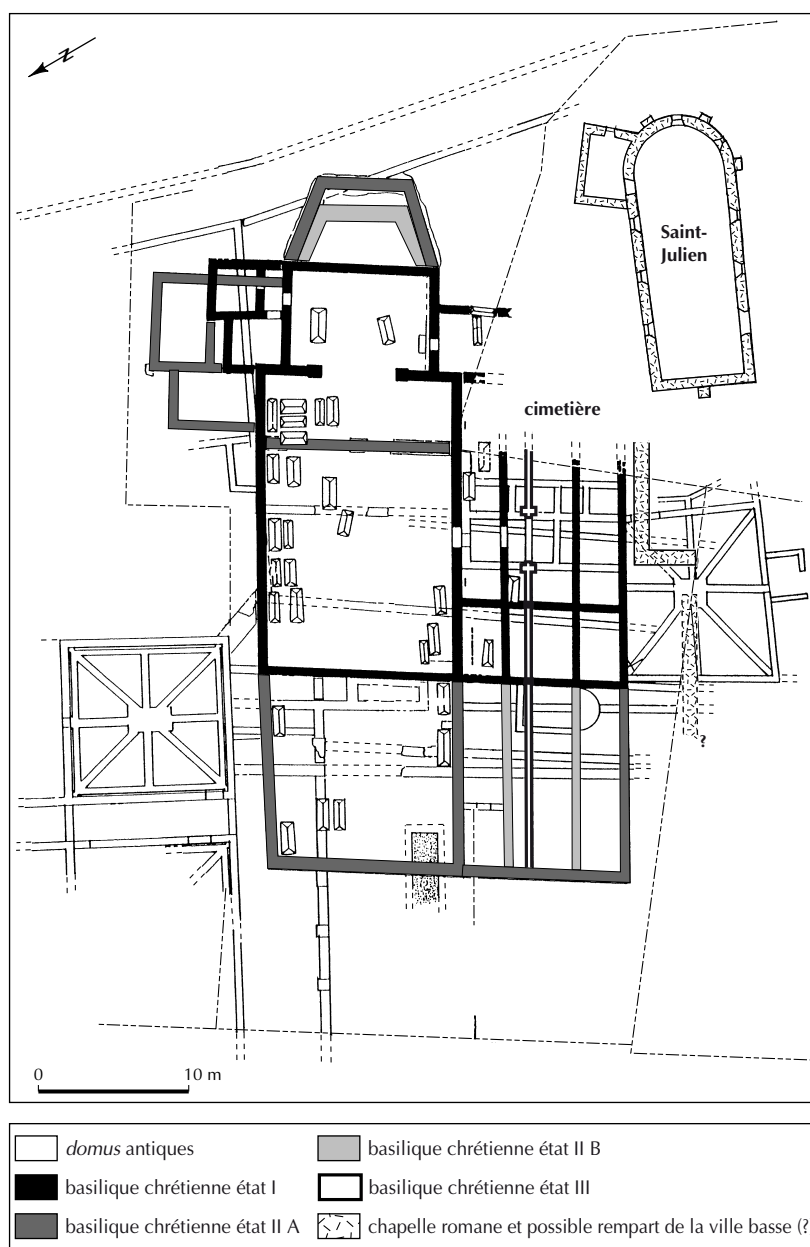 N
Saint-
Julien
cimetière
?
0 10 m
domus antiques
basilique chrétienne état I
basilique chrétienne état II A
basilique chrétienne état II B
basilique chrétienne état III
chapelle romane et possible rempart de la ville basse (?